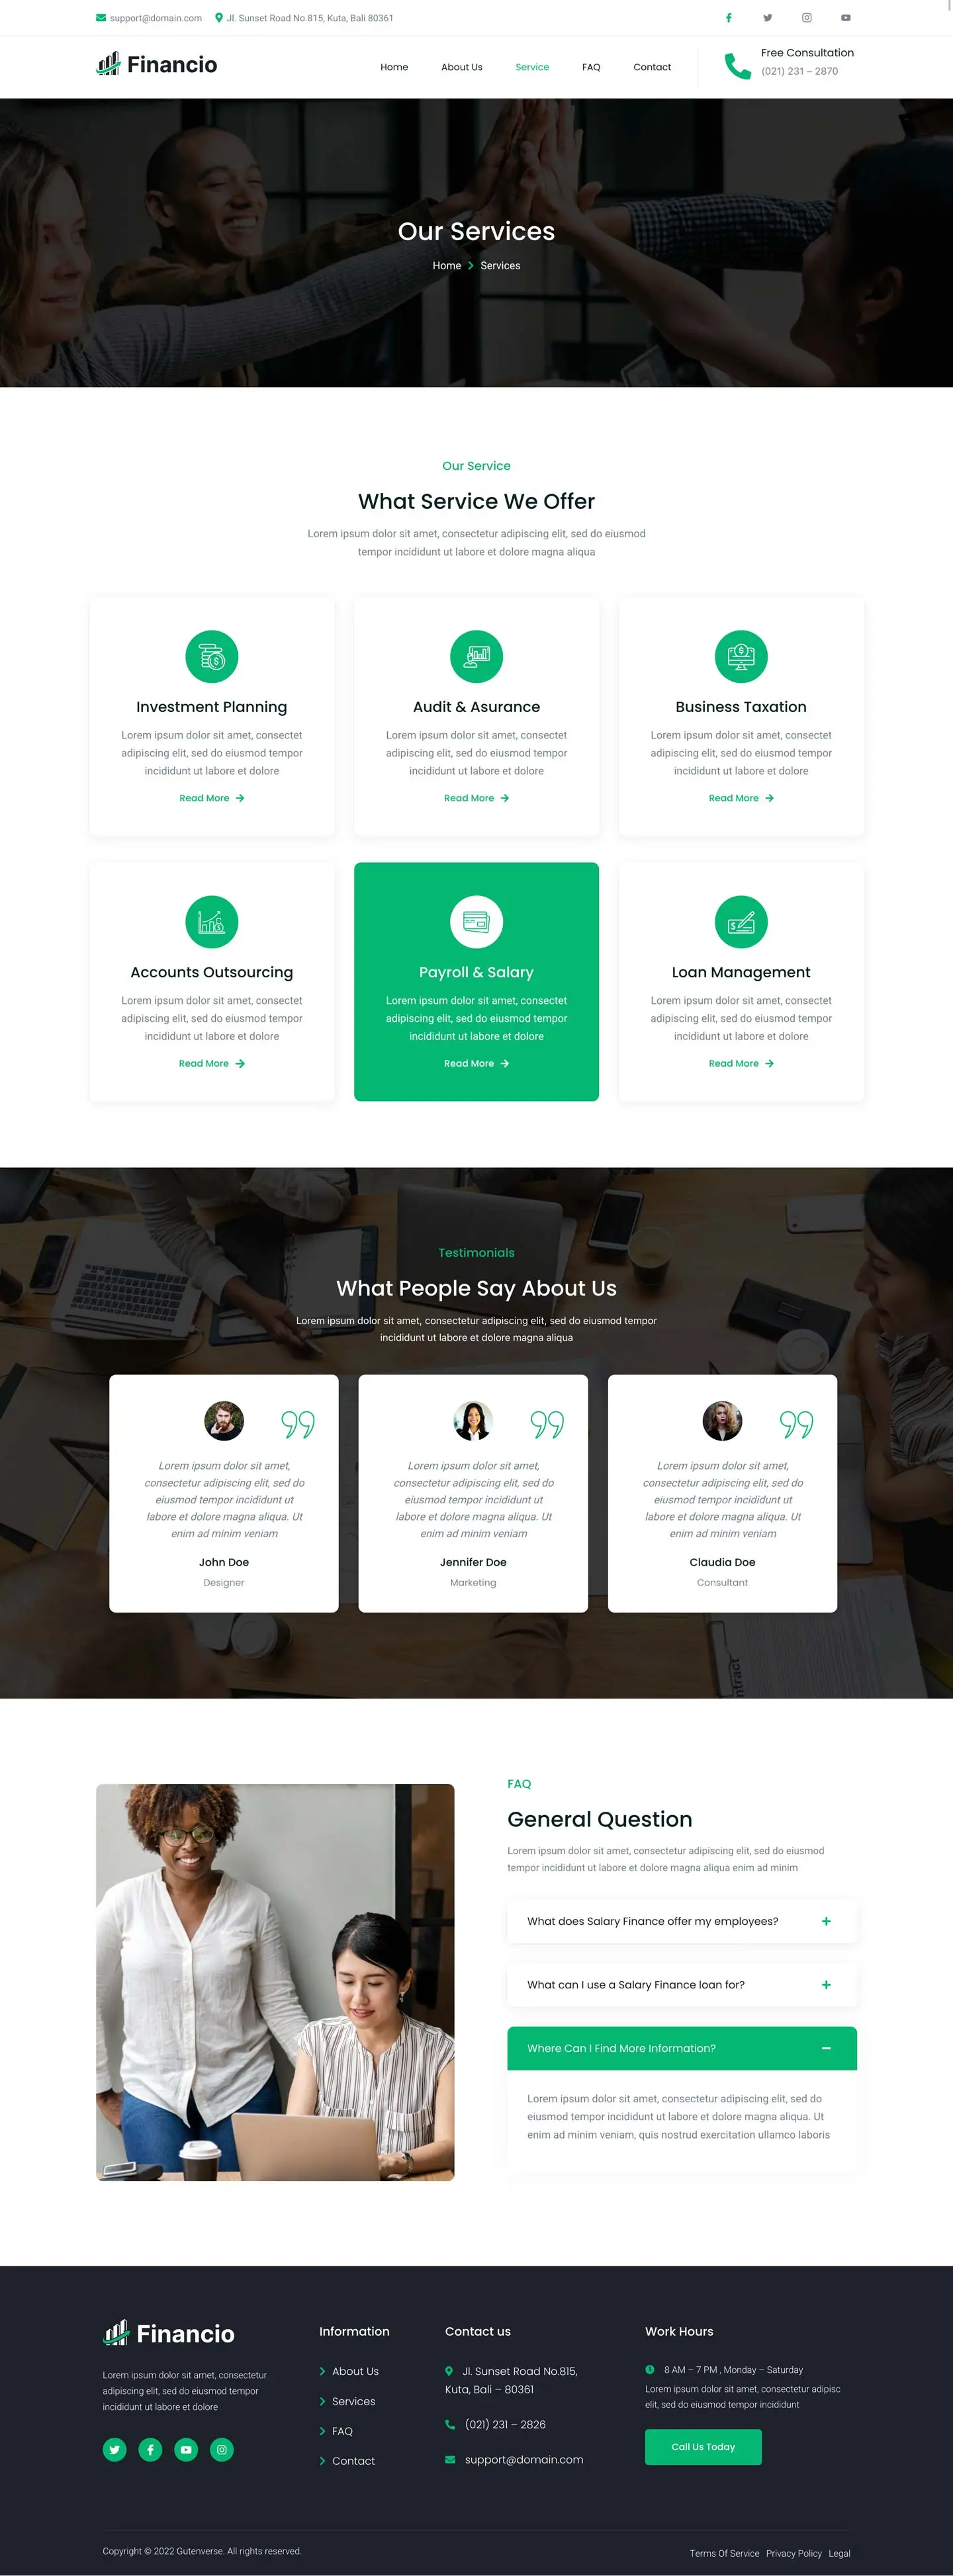 support@domain.com Jl. Sunset Road No.815, Kuta, Bali 80361
Financio
Home About Us Service FAQ Contact
Free Consultation
(021) 231 – 2870
Our Services
Home Services
Our Service
What Service We Offer
Lorem ipsum dolor sit amet, consectetur adipiscing elit, sed do eiusmod
tempor incididunt ut labore et dolore magna aliqua
Investment Planning
Lorem ipsum dolor sit amet, consectet
adipiscing elit, sed do eiusmod tempor
incididunt ut labore et dolore
Read More
Audit & Asurance
Lorem ipsum dolor sit amet, consectet
adipiscing elit, sed do eiusmod tempor
incididunt ut labore et dolore
Read More
Business Taxation
Lorem ipsum dolor sit amet, consectet
adipiscing elit, sed do eiusmod tempor
incididunt ut labore et dolore
Read More
Accounts Outsourcing
Lorem ipsum dolor sit amet, consectet
adipiscing elit, sed do eiusmod tempor
incididunt ut labore et dolore
Read More
Payroll & Salary
Lorem ipsum dolor sit amet, consectet
adipiscing elit, sed do eiusmod tempor
incididunt ut labore et dolore
Read More
Loan Management
Lorem ipsum dolor sit amet, consectet
adipiscing elit, sed do eiusmod tempor
incididunt ut labore et dolore
Read More
Testimonials
What People Say About Us
Lorem ipsum dolor sit amet, consectetur adipiscing elit, sed do eiusmod tempor
incididunt ut labore et dolore magna aliqua
Lorem ipsum dolor sit amet,
consectetur adipiscing elit, sed do
eiusmod tempor incididunt ut
labore et dolore magna aliqua. Ut
enim ad minim veniam
John Doe
Designer
Lorem ipsum dolor sit amet,
consectetur adipiscing elit, sed do
eiusmod tempor incididunt ut
labore et dolore magna aliqua. Ut
enim ad minim veniam
Jennifer Doe
Marketing
Lorem ipsum dolor sit amet,
consectetur adipiscing elit, sed do
eiusmod tempor incididunt ut
labore et dolore magna aliqua. Ut
enim ad minim veniam
Claudia Doe
Consultant
FAQ
General Question
Lorem ipsum dolor sit amet, consectetur adipiscing elit, sed do eiusmod
tempor incididunt ut labore et dolore magna aliqua enim ad minim
What does Salary Finance offer my employees?
What can I use a Salary Finance loan for?
Where Can I Find More Information?
Lorem ipsum dolor sit amet, consectetur adipiscing elit, sed do
eiusmod tempor incididunt ut labore et dolore magna aliqua. Ut
enim ad minim veniam, quis nostrud exercitation ullamco laboris
Financio
Lorem ipsum dolor sit amet, consectetur
adipiscing elit, sed do eiusmod tempor
incididunt ut labore et dolore
Information
About Us
Services
FAQ
Contact
Contact us
Jl. Sunset Road No.815,
Kuta, Bali – 80361
(021) 231 – 2826
support@domain.com
Work Hours
8 AM – 7 PM , Monday – Saturday
Lorem ipsum dolor sit amet, consectetur adipisc
elit, sed do eiusmod tempor incididunt
Call Us Today
Copyright © 2022 Gutenverse. All rights reserved.
Terms Of Service Privacy Policy Legal